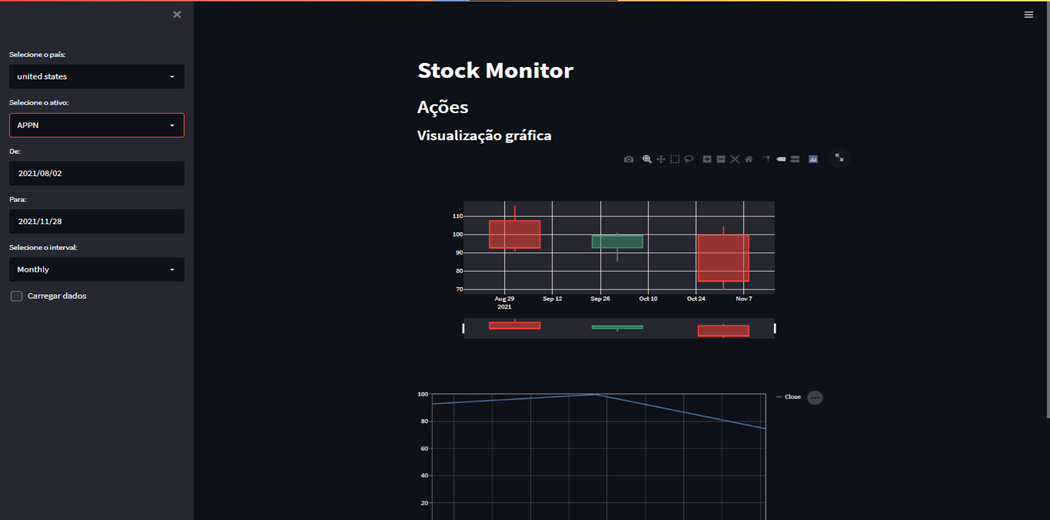 Selecione o país:
united states
Selecione o ativo:
APPN
De:
2021/08/02
Para:
2021/11/28
Selecione o interval:
Monthly
Carregar dados
Stock Monitor
Ações
Visualização gráfica
110
100
90
80
70
Aug 29
2021
Sep 12
Sep 26
Oct 10
Oct 24
Nov 7
100
80
60
40
20
Close